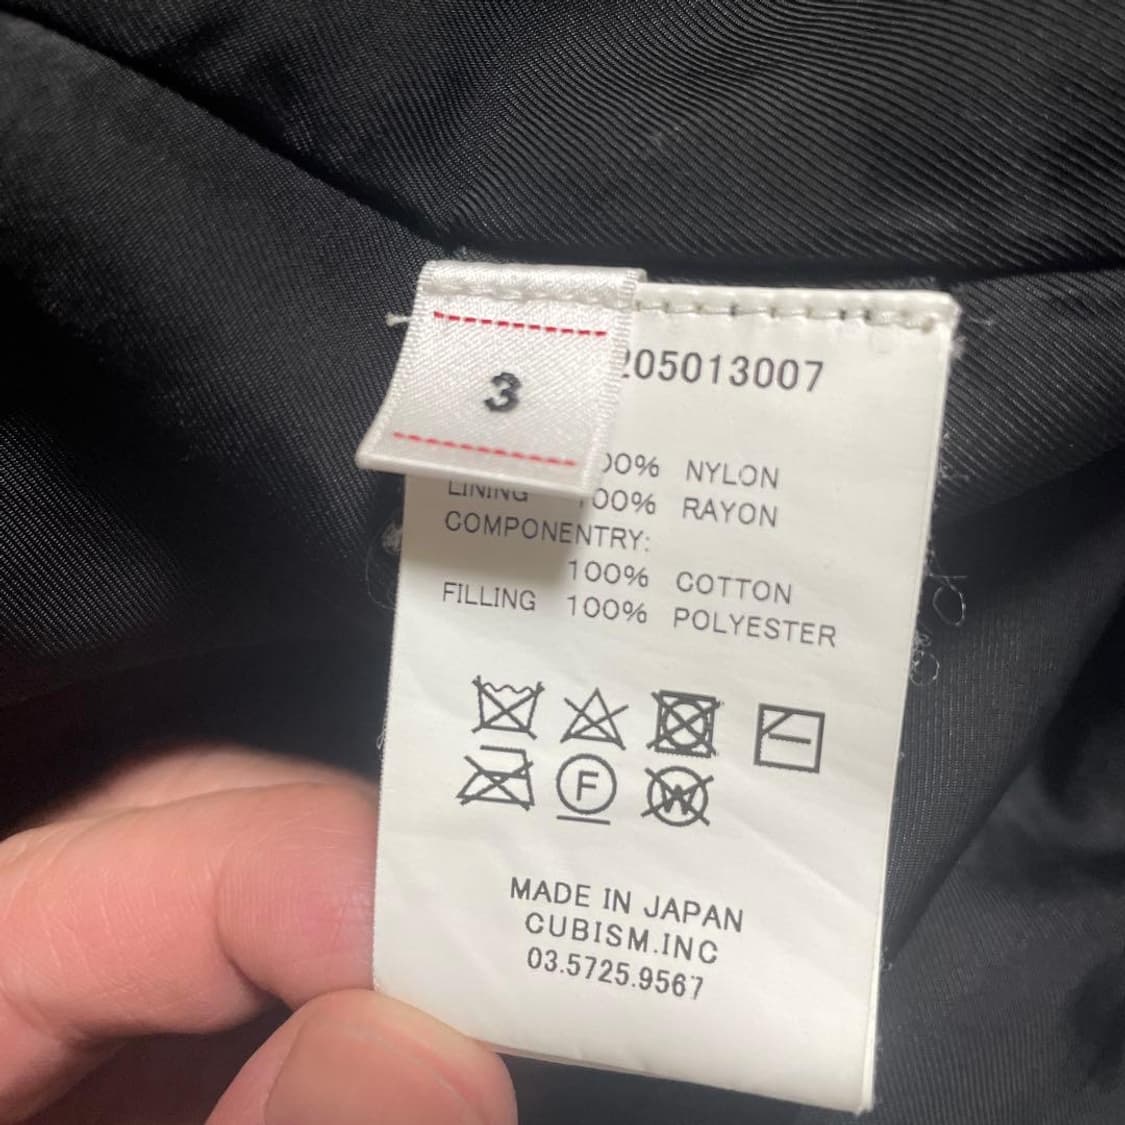 3
205013007
00% NYLON
LINING 100% RAYON
COMPONENTRY:
100% COTTON
FILLING 100% POLYESTER
F
W
MADE IN JAPAN
CUBISM.INC
03.5725.9567